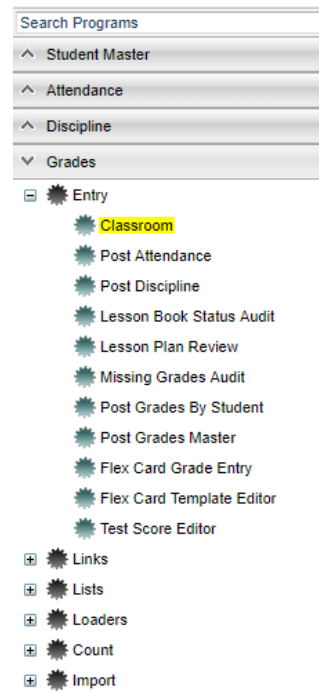 Search Programs
Student Master
Attendance
Discipline
Grades
Entry
Classroom
Post Attendance
Post Discipline
Lesson Book Status Audit
Lesson Plan Review
Missing Grades Audit
Post Grades By Student
Post Grades Master
Flex Card Grade Entry
Flex Card Template Editor
Test Score Editor
Links
Lists
Loaders
Count
Import